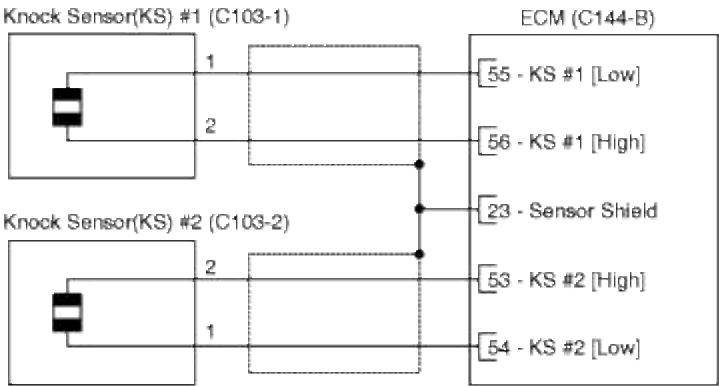 Knock Sensor(KS) #1 (C103-1)
ECM (C144-B)
1
55 - KS #1 [Low]
2
56 - KS #1 [High]
23 - Sensor Shield
Knock Sensor(KS) #2 (C103-2)
2
53 - KS #2 [High]
1
54 - KS #2 [Low]